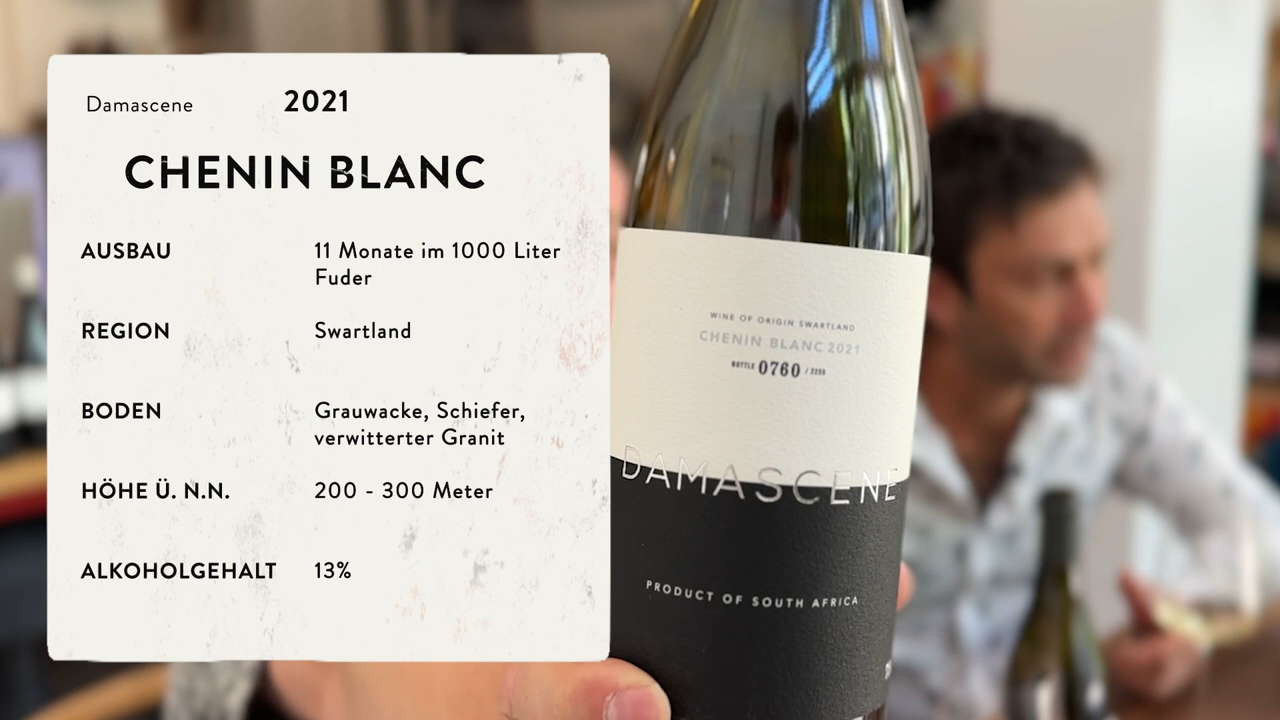 Damascene 2021
CHENIN BLANC
AUSBAU 11 Monate im 1000 Liter
Fuder
REGION Swartland
BODEN Grauwacke, Schiefer,
verwitterter Granit
HÖHE Ü. N.N. 200 - 300 Meter
ALKOHOLGEHALT 13%
WINE OF ORIGIN SWARTLAND
CHENIN BLANC 2021
BOTTLE 0760
DAMASCENE
PRODUCT OF SOUTH AFRICA